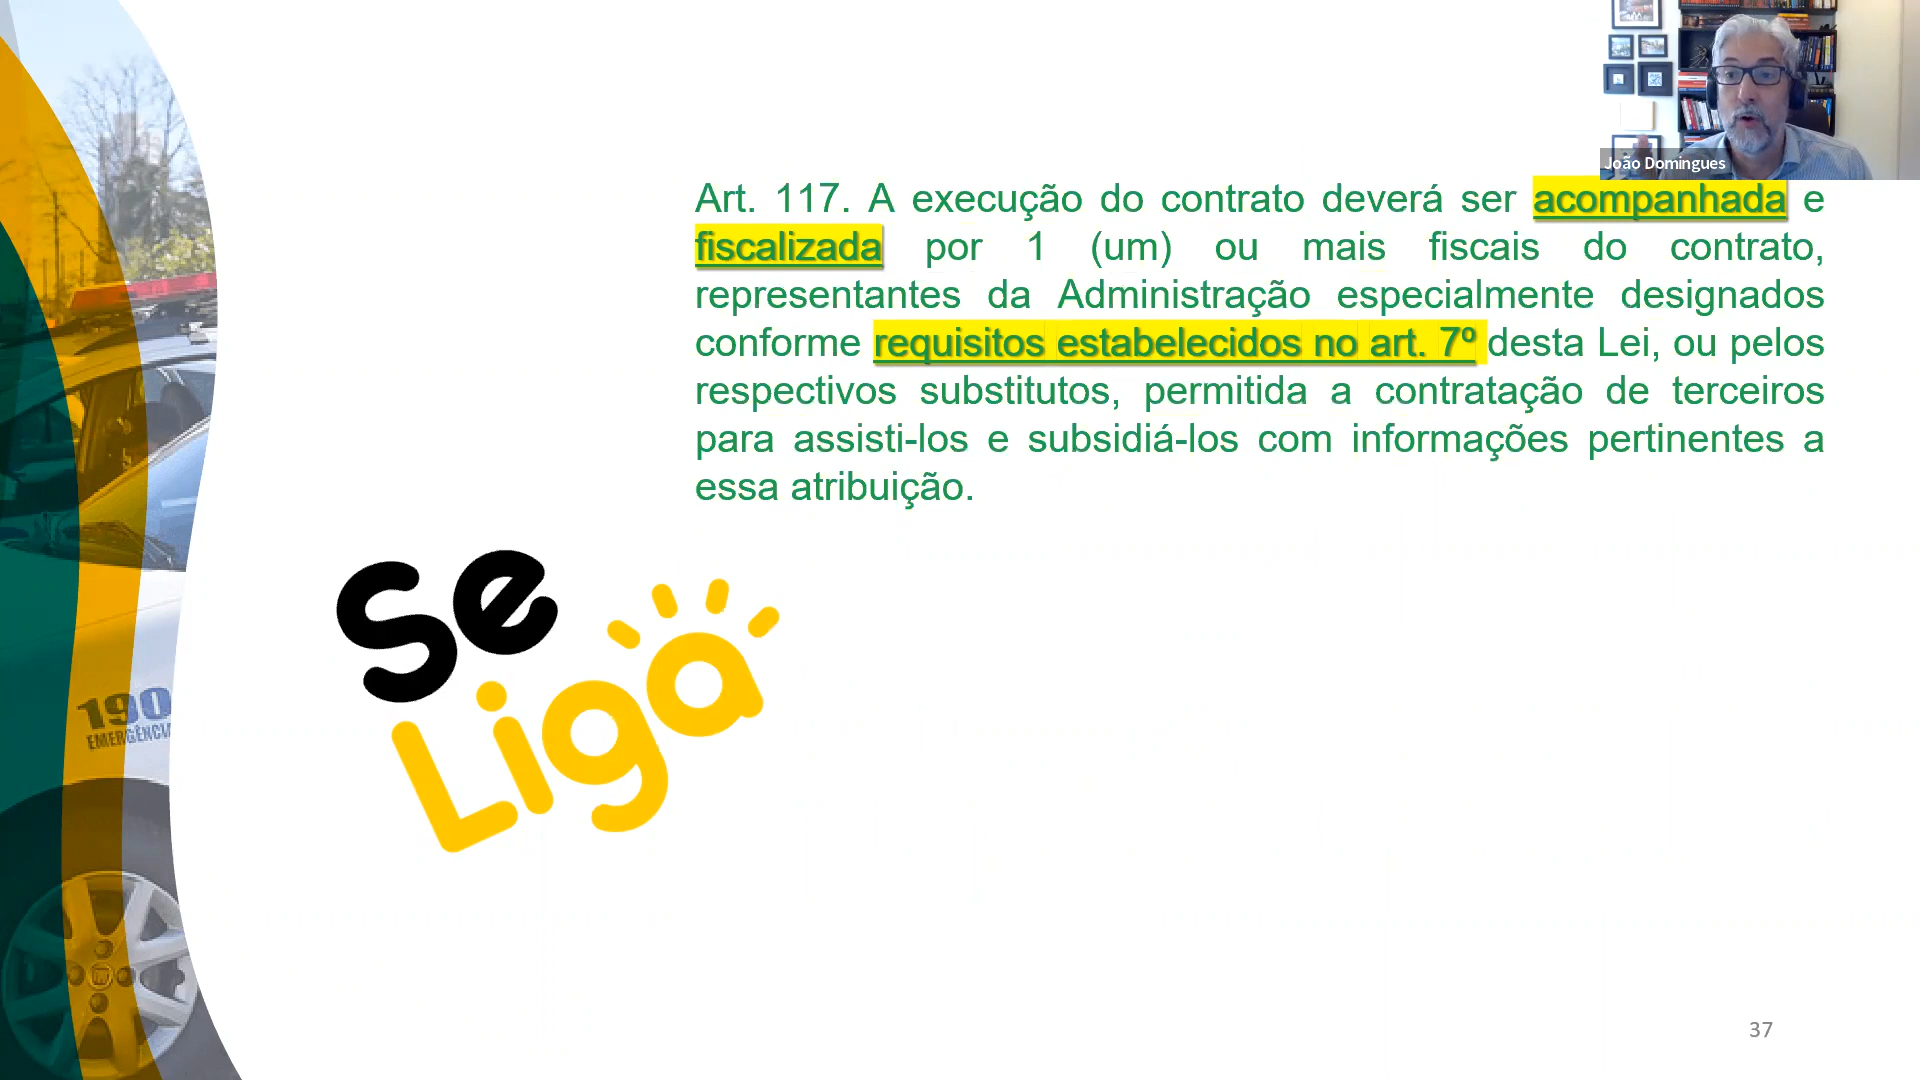 João Domingues
Art. 117. A execução do contrato deverá ser acompanhada e
fiscalizada por 1 (um) ou mais fiscais do contrato,
representantes da Administração especialmente designados
conforme requisitos estabelecidos no art. 7º desta Lei, ou pelos
respectivos substitutos, permitida a contratação de terceiros
para assisti-los e subsidiá-los com informações pertinentes a
essa atribuição.
Se
Liga
190
37